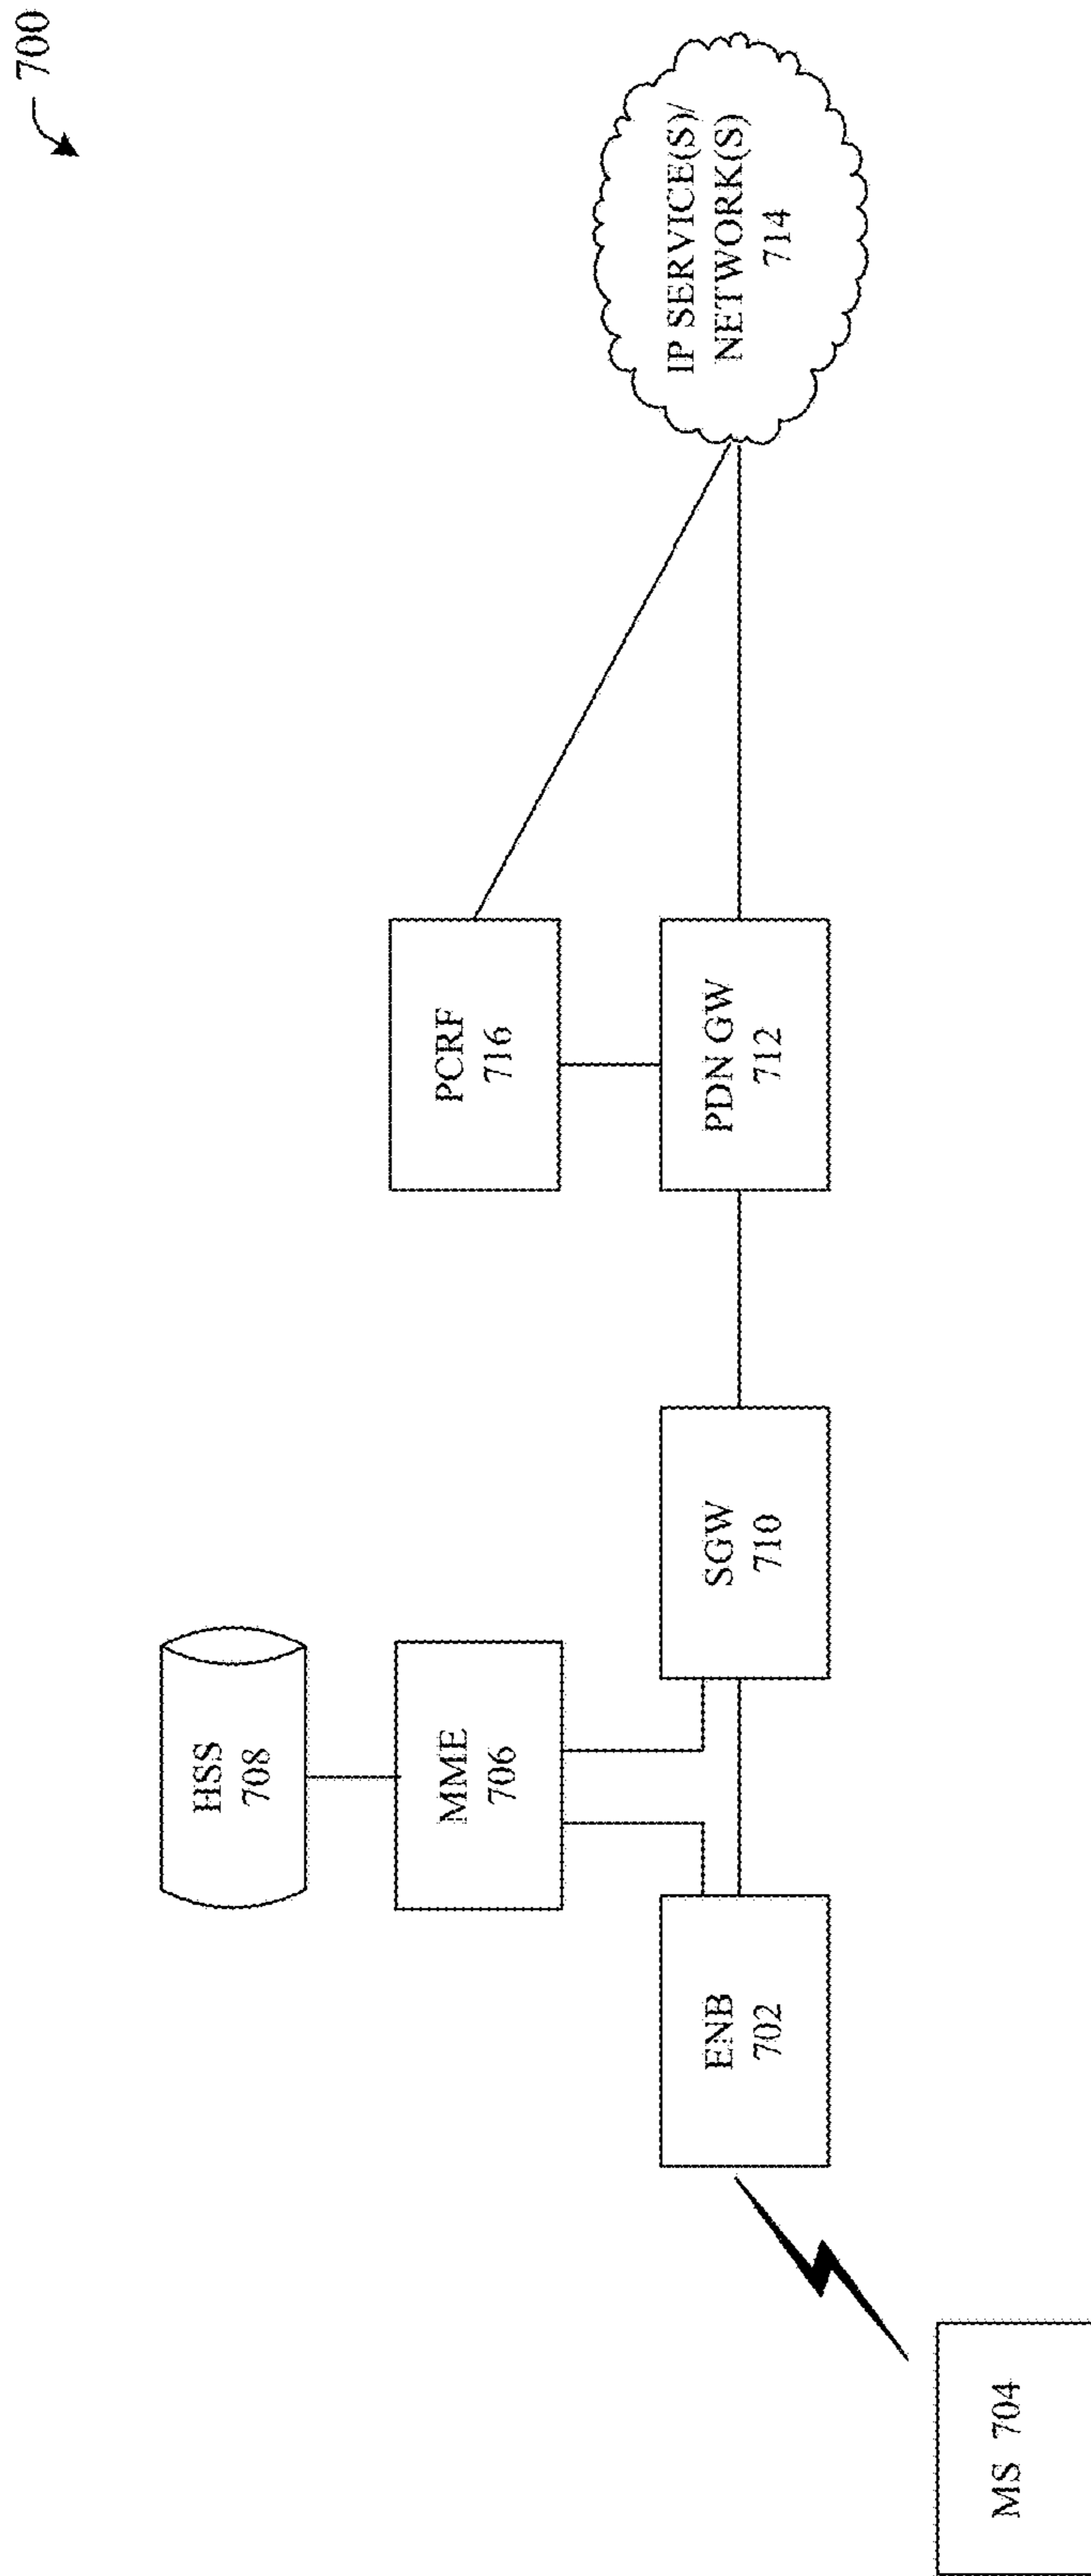 700
HSS
708
MME
706
PCRF
716
MS 704
ENB
702
SGW
710
PDN GW
712
IP SERVICE(S)/
NETWORK(S)
714